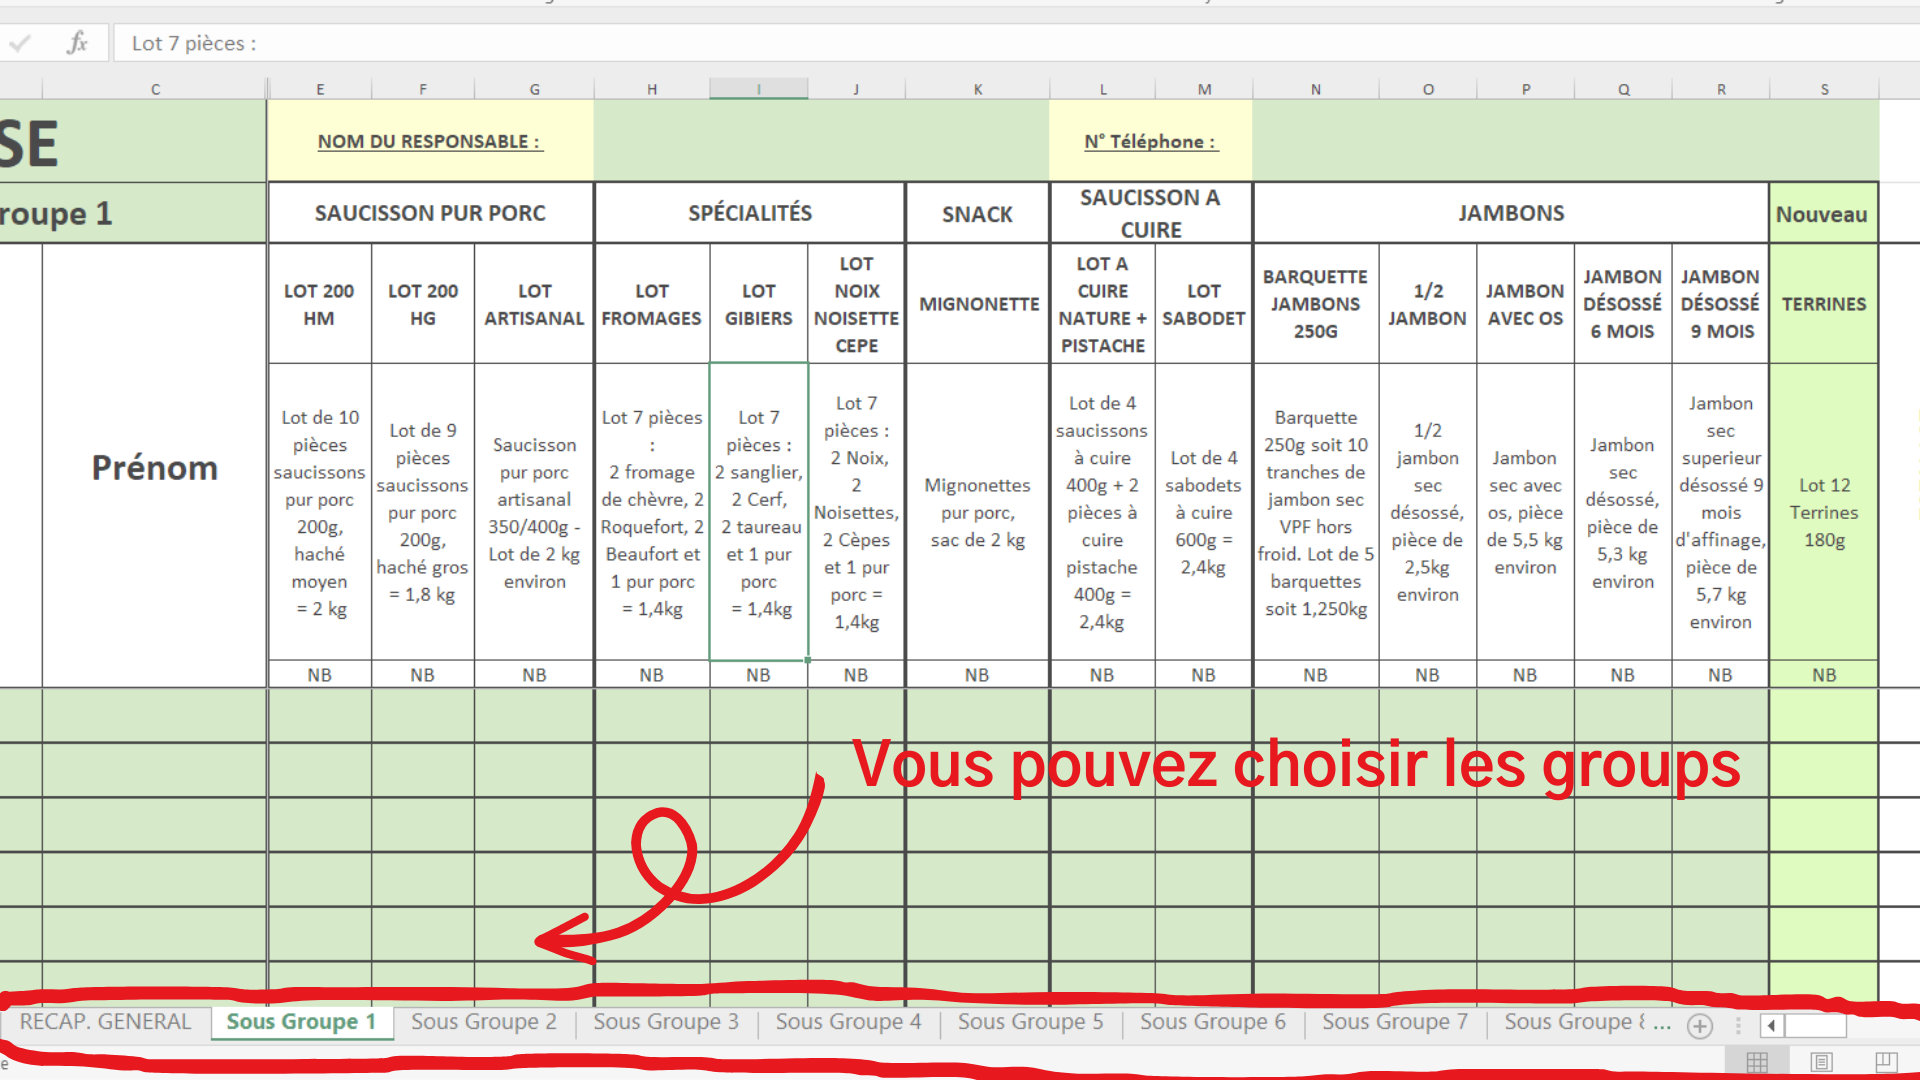 fx Lot 7 pièces :
C E F G H I J K L M N O P Q R S
SE NOM DU RESPONSABLE : N° Téléphone :
roupe 1 SAUCISSON PUR PORC SPÉCIALITÉS SNACK
SAUCISSON A
CUIRE
JAMBONS Nouveau
Prénom
LOT 200
HM
LOT 200
HG
LOT
ARTISANAL
LOT
FROMAGES
LOT
GIBIERS
LOT
NOIX
NOISETTE
CEPE
MIGNONETTE
LOT A
CUIRE
NATURE +
PISTACHE
LOT
SABODET
BARQUETTE
JAMBONS
250G
1/2
JAMBON
JAMBON
AVEC OS
JAMBON
DÉSOSSÉ
6 MOIS
JAMBON
DÉSOSSÉ
9 MOIS
TERRINES
Lot de 10
pièces
saucissons
pur porc
200g,
haché
moyen
= 2 kg
Lot de 9
pièces
saucissons
pur porc
200g,
haché gros
= 1,8 kg
Saucisson
pur porc
artisanal
350/400g -
Lot de 2 kg
environ
Lot 7 pièces
:
2 fromage
de chèvre, 2
Roquefort, 2
Beaufort et
1 pur porc
= 1,4kg
Lot 7
pièces :
2 sanglier,
2 Cerf,
2 taureau
et 1 pur
porc
= 1,4kg
Lot 7
pièces :
2 Noix,
2
Noisettes,
2 Cèpes
et 1 pur
porc =
1,4kg
Mignonettes
pur porc,
sac de 2 kg
Lot de 4
saucissons
à cuire
400g + 2
pièces à
cuire
pistache
400g =
2,4kg
Lot de 4
sabodets
à cuire
600g =
2,4kg
Barquette
250g soit 10
tranches de
jambon sec
VPF hors
froid. Lot de 5
barquettes
soit 1,250kg
1/2
jambon
sec
désossé,
pièce de
2,5kg
environ
Jambon
sec avec
os, pièce
de 5,5 kg
environ
Jambon
sec
désossé,
pièce de
5,3 kg
environ
Jambon
sec
superieur
désossé 9
mois
d'affinage,
pièce de
5,7 kg
environ
Lot 12
Terrines
180g
NB NB NB NB NB NB NB NB NB NB NB NB NB NB NB
Vous pouvez choisir les groups
RECAP. GENERAL Sous Groupe 1 Sous Groupe 2 Sous Groupe 3 Sous Groupe 4 Sous Groupe 5 Sous Groupe 6 Sous Groupe 7 Sous Groupe ...
e